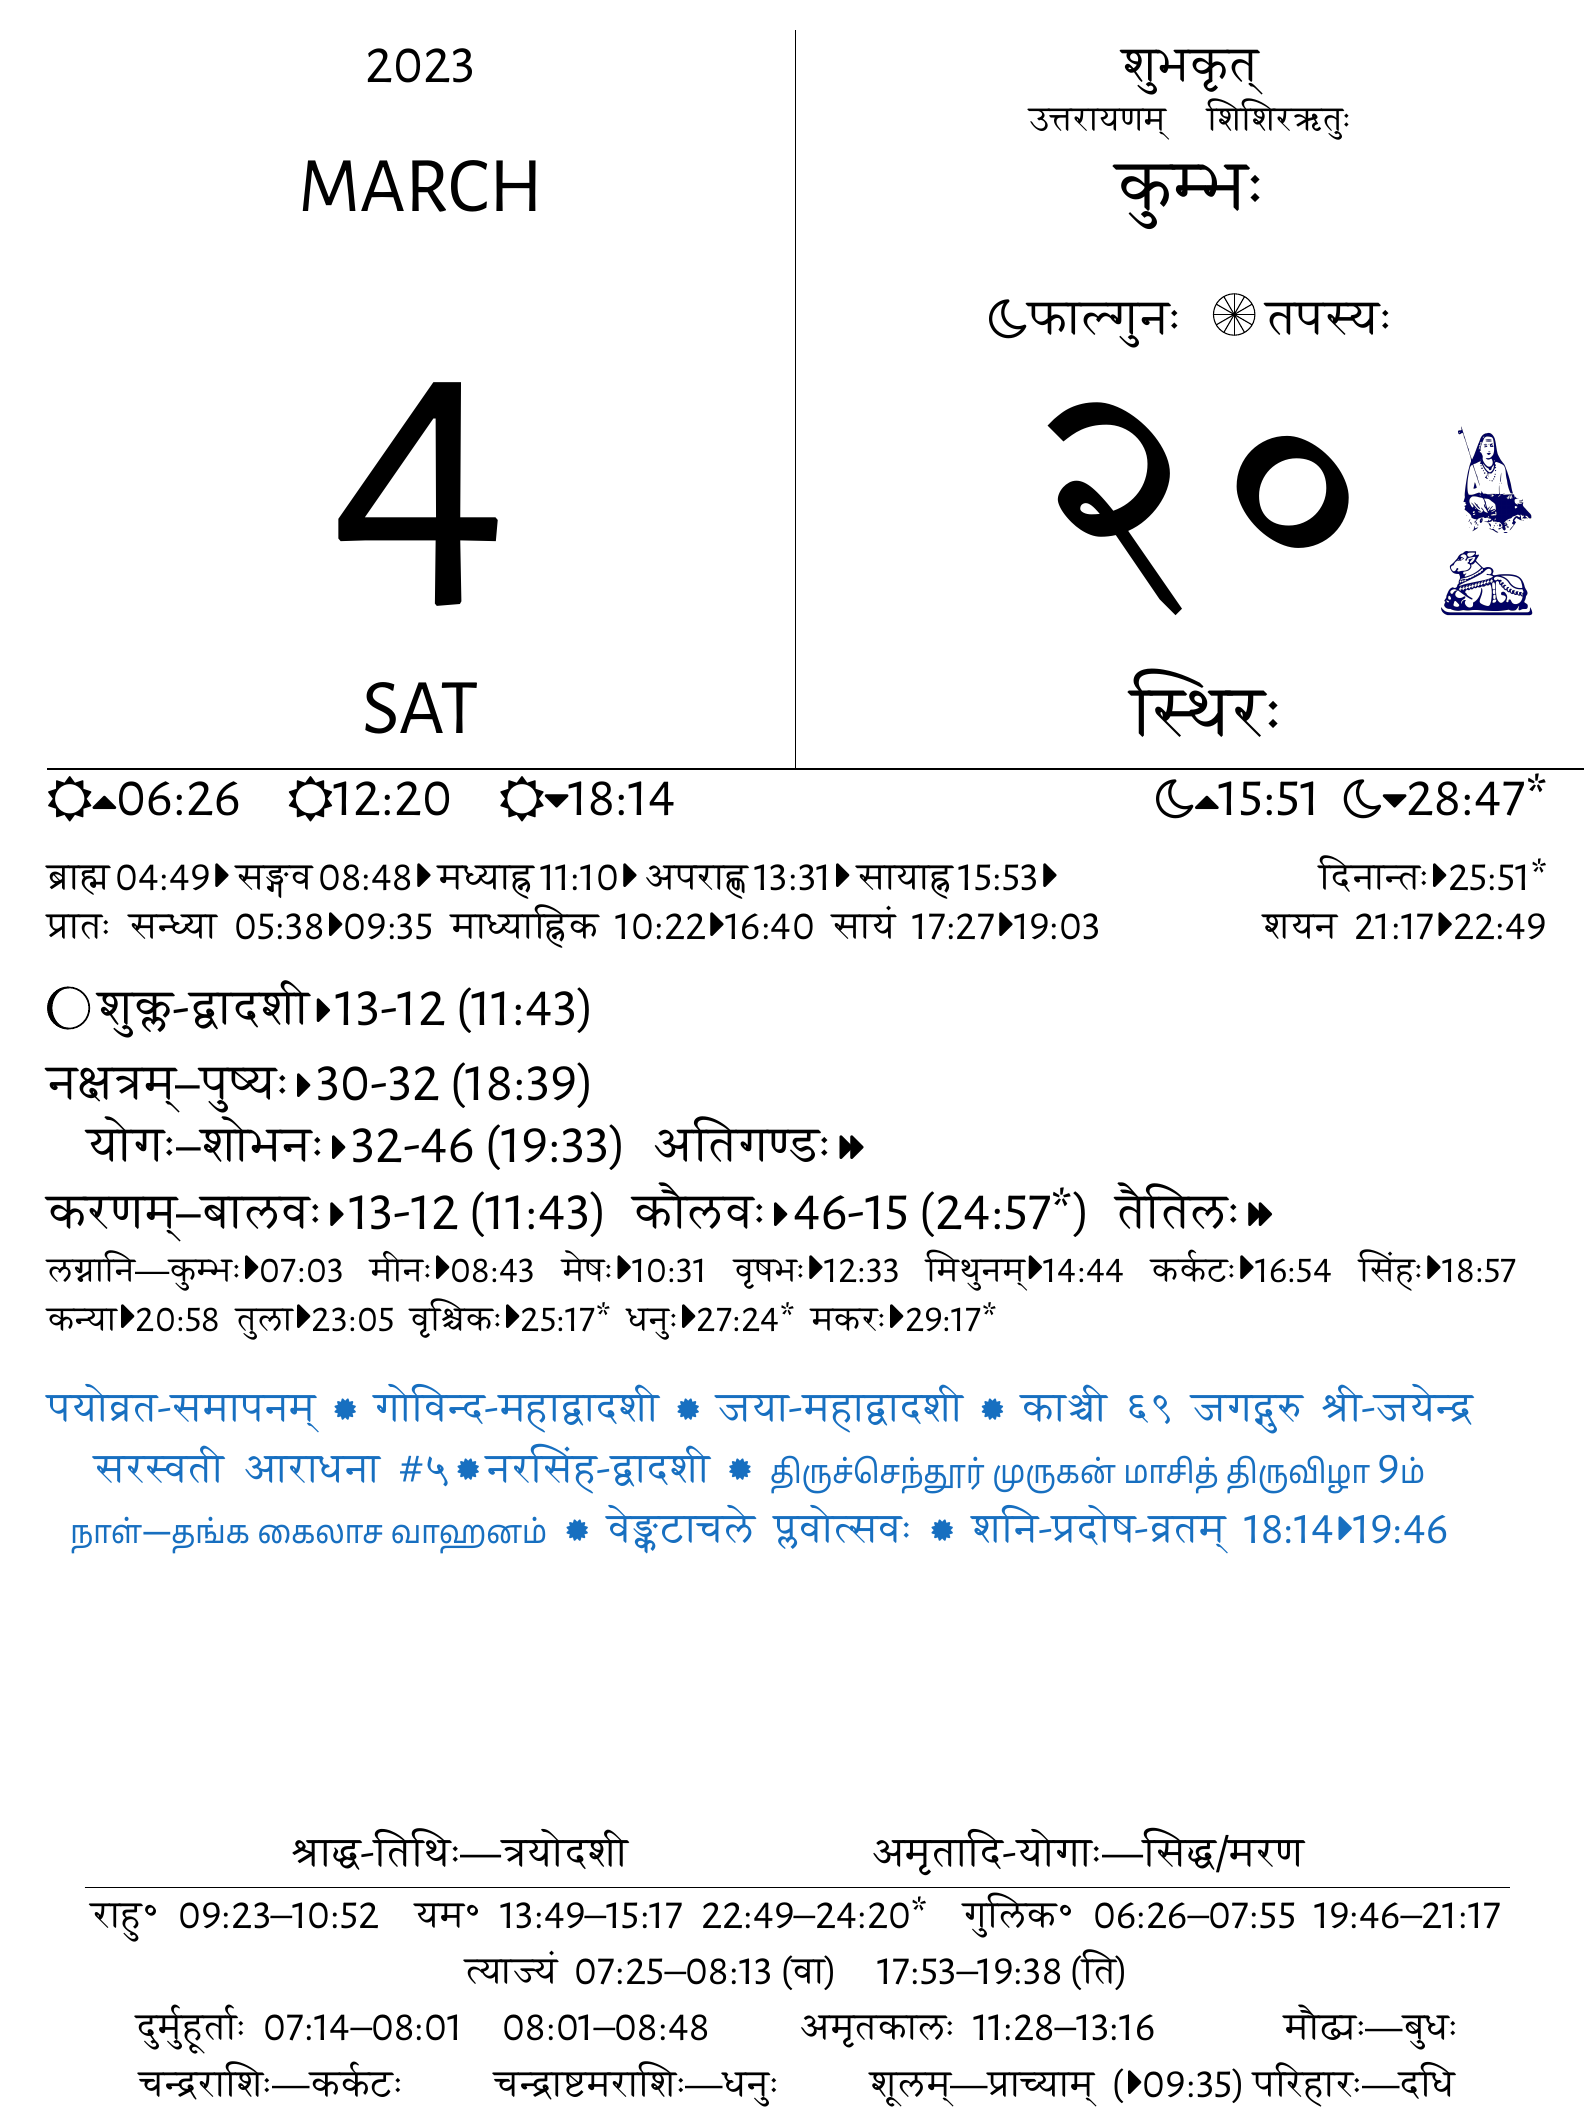 2023
MARCH
4
SAT
शुभकृत्
उत्तरायणम् शिशिरऋतुः
कुम्भः
फाल्गुनः तपस्यः
२०
स्थिरः
06:26 12:20 18:14 15:51 28:47*
ब्राह्म 04:49 सङ्गव 08:48 मध्याह्न 11:10 अपराह्ण 13:31 सायाह्न 15:53 दिनान्तः 25:51*
प्रातः सन्ध्या 05:38 09:35 माध्याह्निक 10:22 16:40 सायं 17:27 19:03 शयन 21:17 22:49
शुक्ल-द्वादशी 13-12 (11:43)
नक्षत्रम्–पुष्यः 30-32 (18:39)
योगः–शोभनः 32-46 (19:33) अतिगण्डः
करणम्–बालवः 13-12 (11:43) कौलवः 46-15 (24:57*) तैतिलः
लग्नानि—कुम्भः 07:03 मीनः 08:43 मेषः 10:31 वृषभः 12:33 मिथुनम् 14:44 कर्कटः 16:54 सिंहः 18:57
कन्या 20:58 तुला 23:05 वृश्चिकः 25:17* धनुः 27:24* मकरः 29:17*
पयोव्रत-समापनम् ✹ गोविन्द-महाद्वादशी ✹ जया-महाद्वादशी ✹ काञ्ची ६९ जगद्गुरु श्री-जयेन्द्र
सरस्वती आराधना #५ ✹ नरसिंह-द्वादशी ✹ திருச்செந்தூர் முருகன் மாசித் திருவிழா 9ம்
நாள்—தங்க கைலாச வாஹனம் ✹ वेङ्कटाचले प्लवोत्सवः ✹ शनि-प्रदोष-व्रतम् 18:14 19:46
श्राद्ध-तिथिः—त्रयोदशी अमृतादि-योगाः—सिद्ध/मरण
राहु॰ 09:23–10:52 यम॰ 13:49–15:17 22:49–24:20* गुलिक॰ 06:26–07:55 19:46–21:17
त्याज्यं 07:25–08:13 (वा) 17:53–19:38 (ति)
दुर्मुहूर्ताः 07:14–08:01 08:01–08:48 अमृतकालः 11:28–13:16 मौढ्यः—बुधः
चन्द्रराशिः—कर्कटः चन्द्राष्टमराशिः—धनुः शूलम्—प्राच्याम् (09:35) परिहारः—दधि